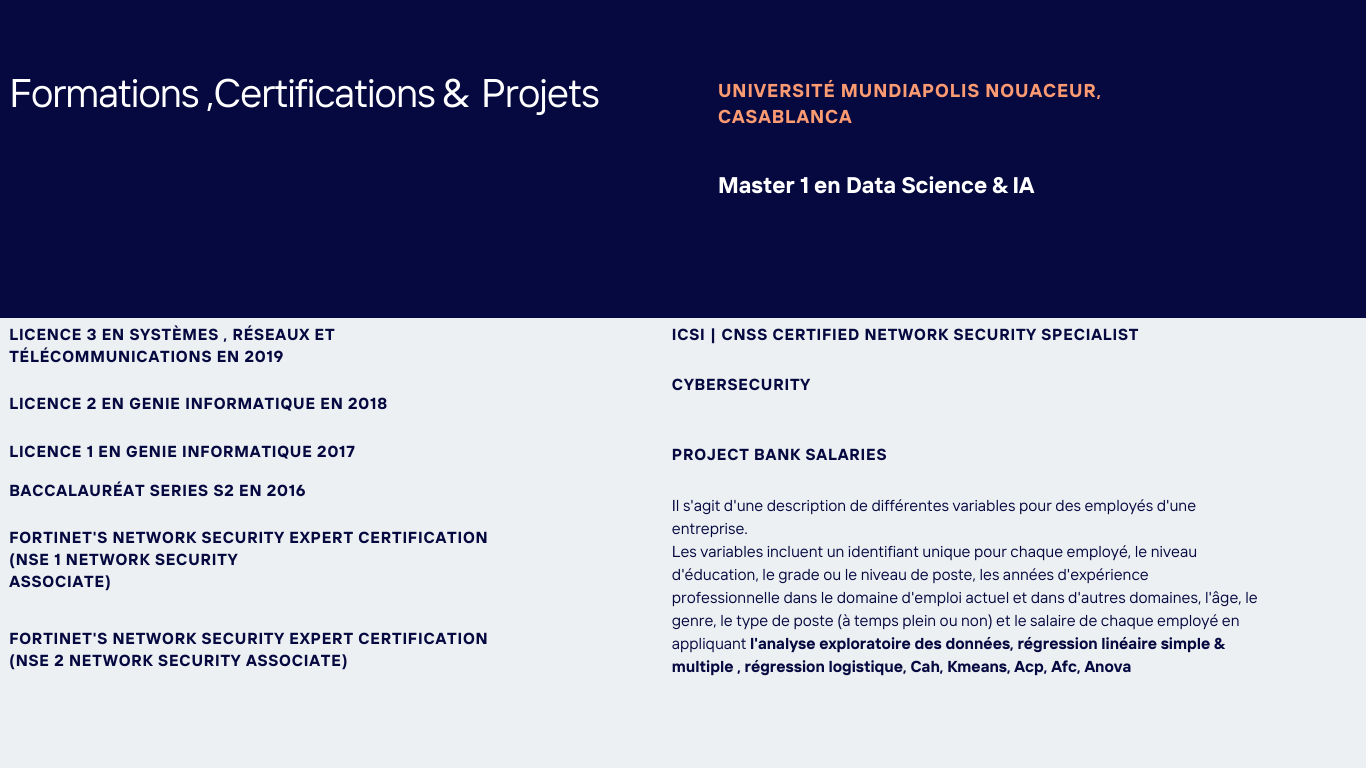 Formations ,Certifications & Projets
UNIVERSITÉ MUNDIAPOLIS NOUACEUR,
CASABLANCA
Master 1 en Data Science & IA
LICENCE 3 EN SYSTÈMES , RÉSEAUX ET
TÉLÉCOMMUNICATIONS EN 2019
LICENCE 2 EN GENIE INFORMATIQUE EN 2018
LICENCE 1 EN GENIE INFORMATIQUE 2017
BACCALAURÉAT SERIES S2 EN 2016
FORTINET'S NETWORK SECURITY EXPERT CERTIFICATION
(NSE 1 NETWORK SECURITY
ASSOCIATE)
FORTINET'S NETWORK SECURITY EXPERT CERTIFICATION
(NSE 2 NETWORK SECURITY ASSOCIATE)
ICSI | CNSS CERTIFIED NETWORK SECURITY SPECIALIST
CYBERSECURITY
PROJECT BANK SALARIES
Il s'agit d'une description de différentes variables pour des employés d'une
entreprise.
Les variables incluent un identifiant unique pour chaque employé, le niveau
d'éducation, le grade ou le niveau de poste, les années d'expérience
professionnelle dans le domaine d'emploi actuel et dans d'autres domaines, l'âge, le
genre, le type de poste (à temps plein ou non) et le salaire de chaque employé en
appliquant l'analyse exploratoire des données, régression linéaire simple &
multiple , régression logistique, Cah, Kmeans, Acp, Afc, Anova